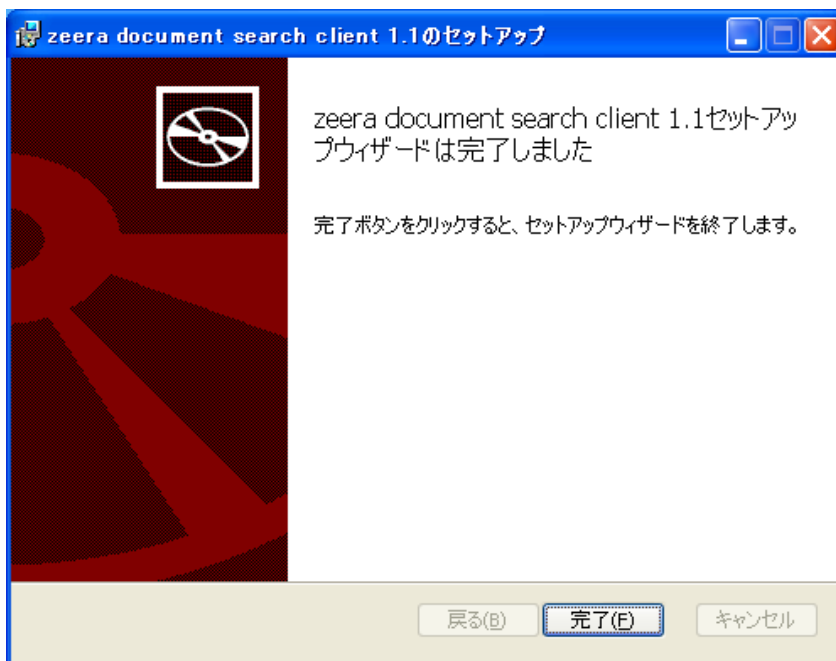 zeera document search client 1.1のセットアップ
zeera document search client 1.1セットアッ
プウィザードは完了しました
完了ボタンをクリックすると、セットアップウィザードを終了します。
戻る(B) 完了(F) キャンセル